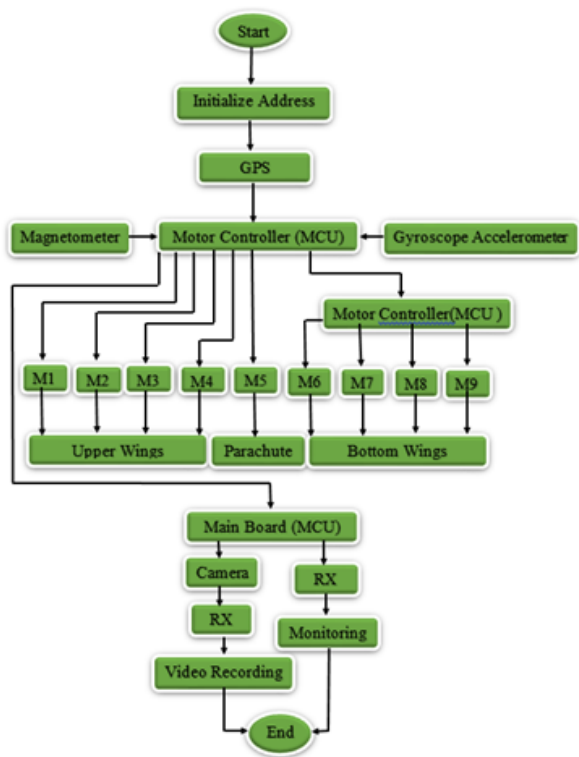 Start
Initialize Address
GPS
Magnetometer
Motor Controller (MCU)
Gyroscope Accelerometer
Motor Controller(MCU )
M1
M2
M3
M4
M5
M6
M7
M8
M9
Upper Wings
Parachute
Bottom Wings
Main Board (MCU)
Camera
RX
RX
Monitoring
Video Recording
End